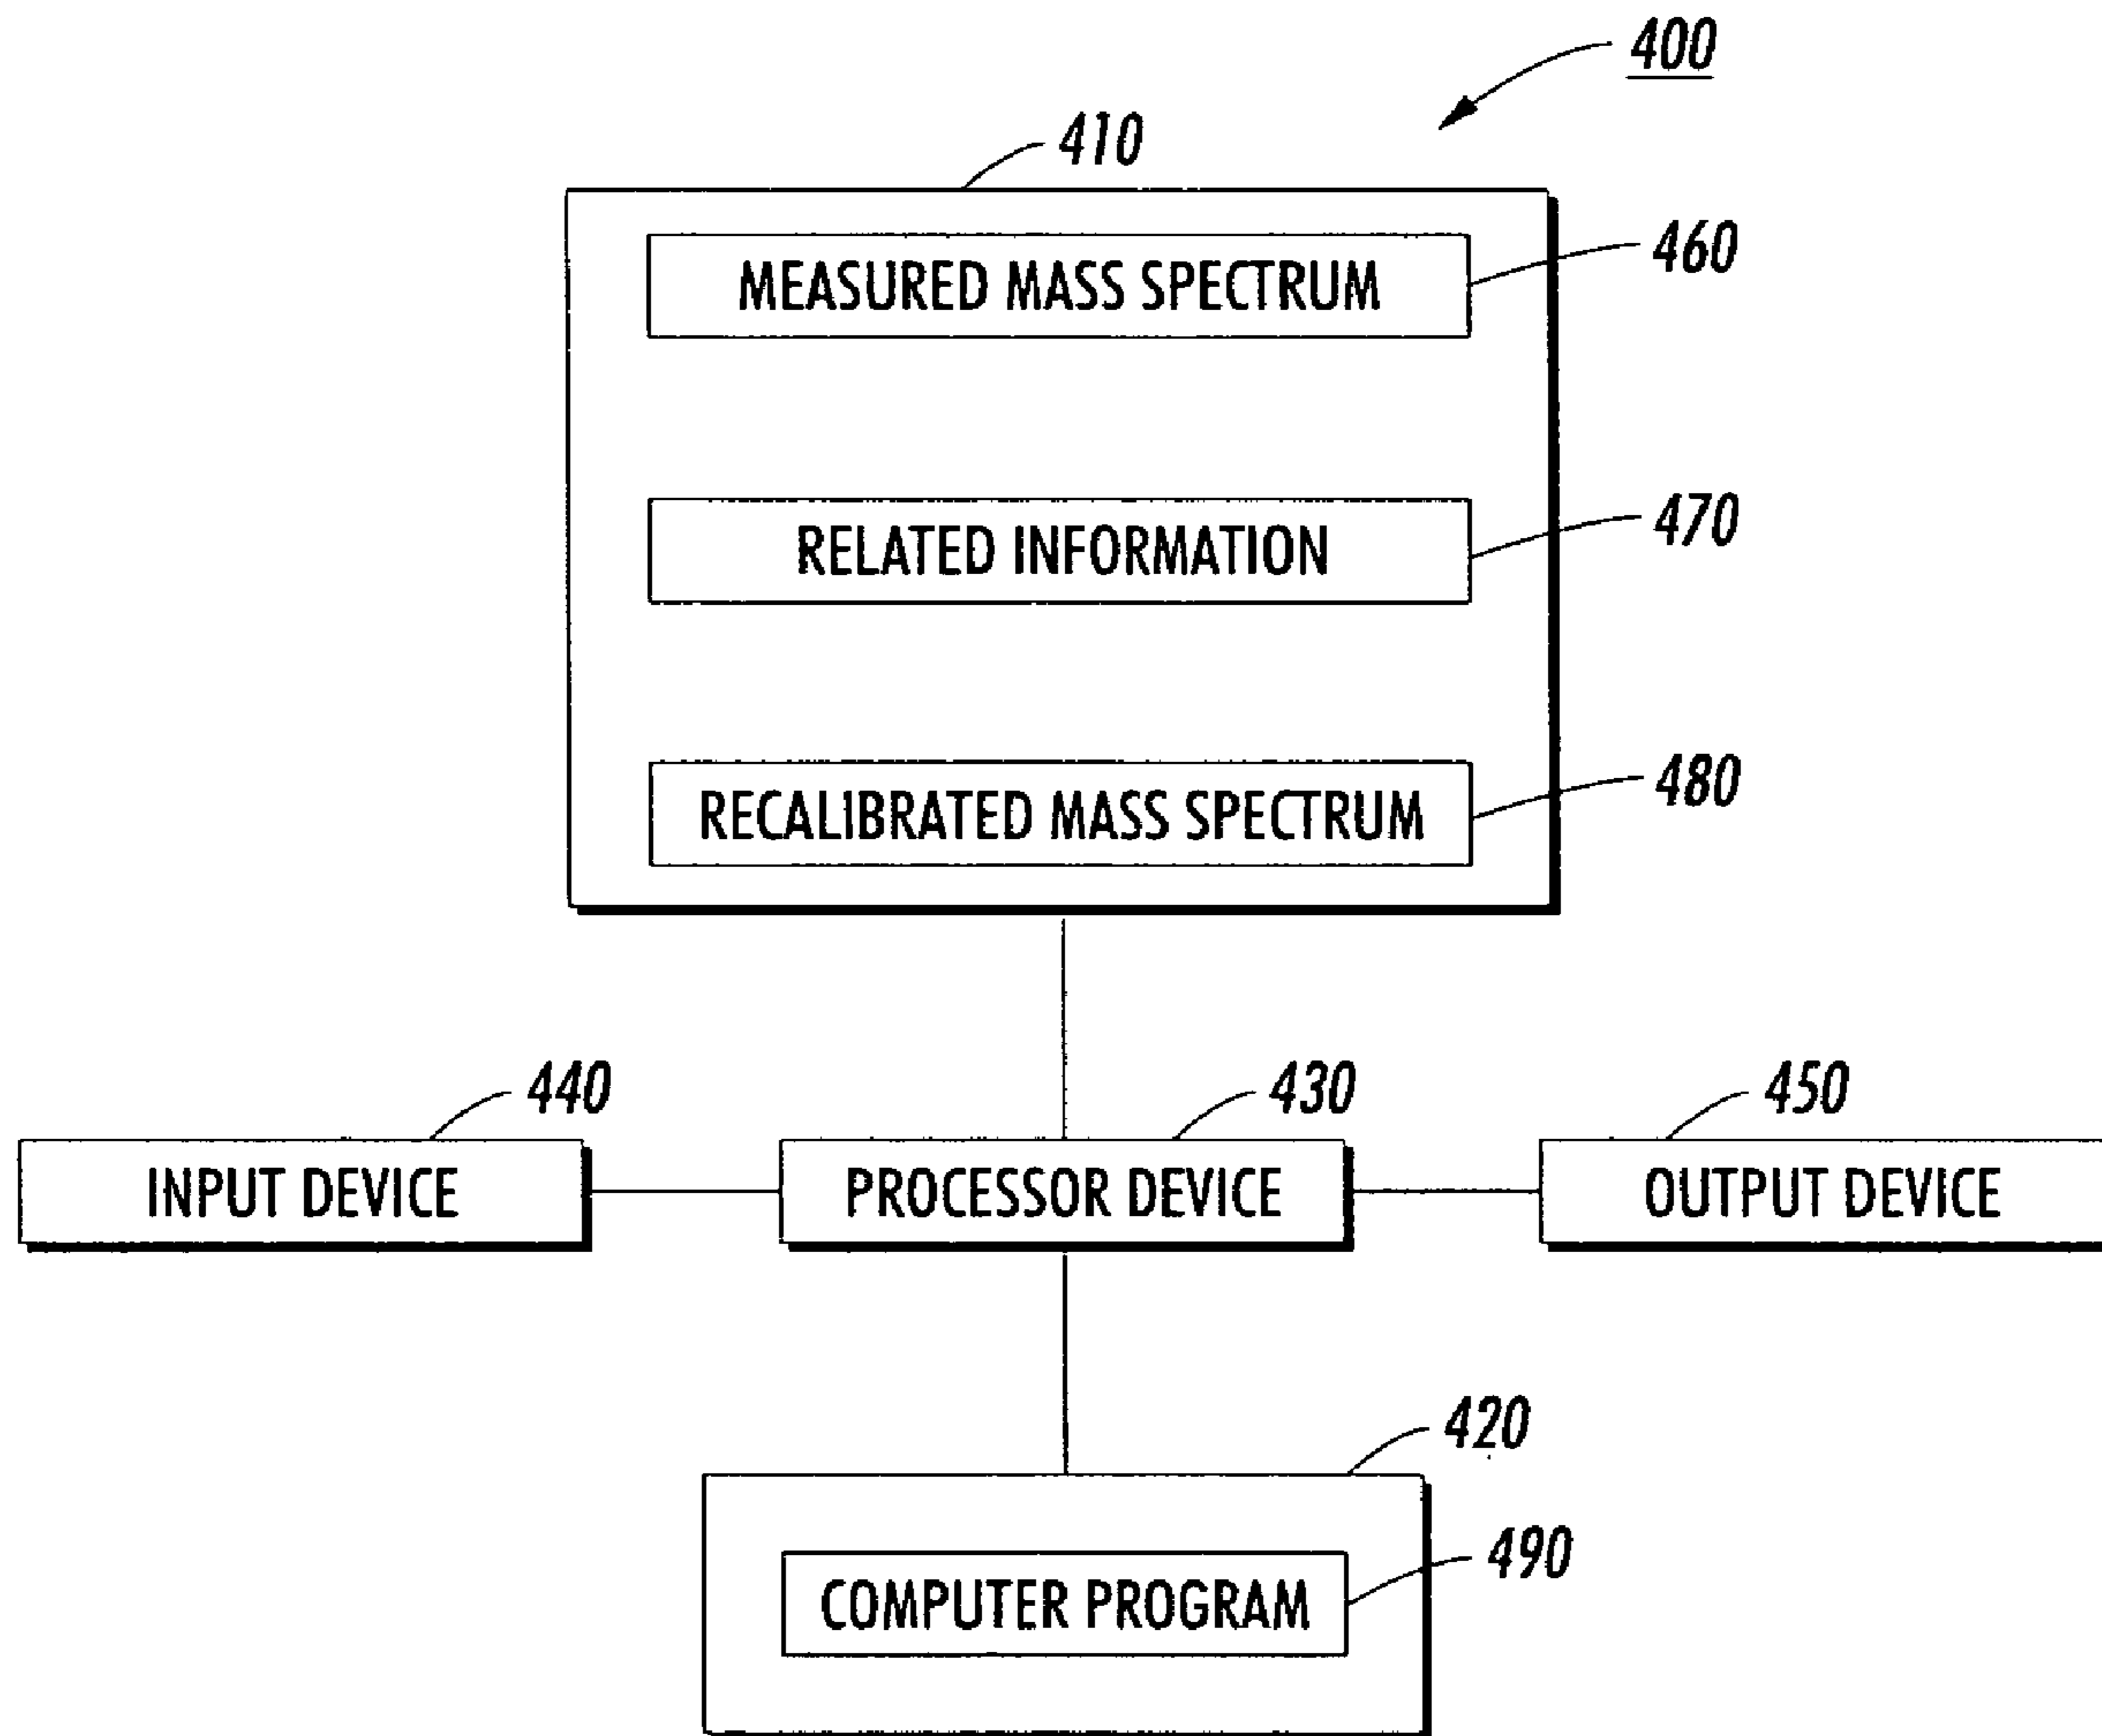 400
410
MEASURED MASS SPECTRUM
460
RELATED INFORMATION
470
RECALIBRATED MASS SPECTRUM
480
440
430
450
INPUT DEVICE
PROCESSOR DEVICE
OUTPUT DEVICE
420
COMPUTER PROGRAM
490